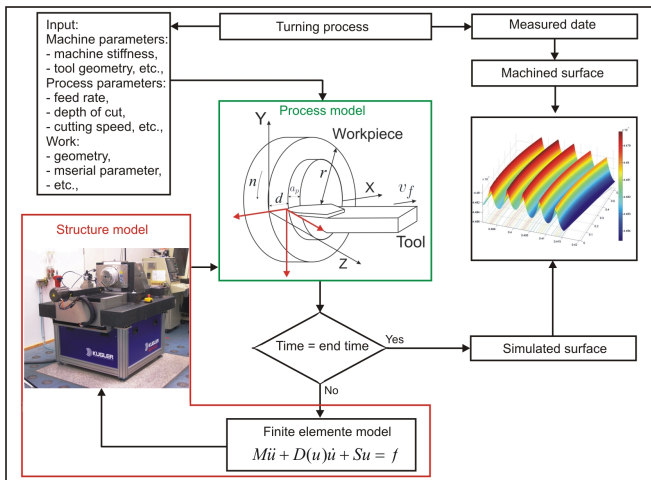 Input:
Machine parameters:
- machine stiffness,
- tool geometry, etc.,
Process parameters:
- feed rate,
- depth of cut,
- cutting speed, etc.,
Work:
- geometry,
- mserial parameter,
- etc.,
Turning process
Measured date
Machined surface
Process model
Y
Workpiece
n
d
a_p
r
X
v_f
Tool
Z
Structure model
KUGLER
KUGLER
Time = end time
Yes
No
Simulated surface
Finite elemente model
Mü + D(u)u̇ + Su = f